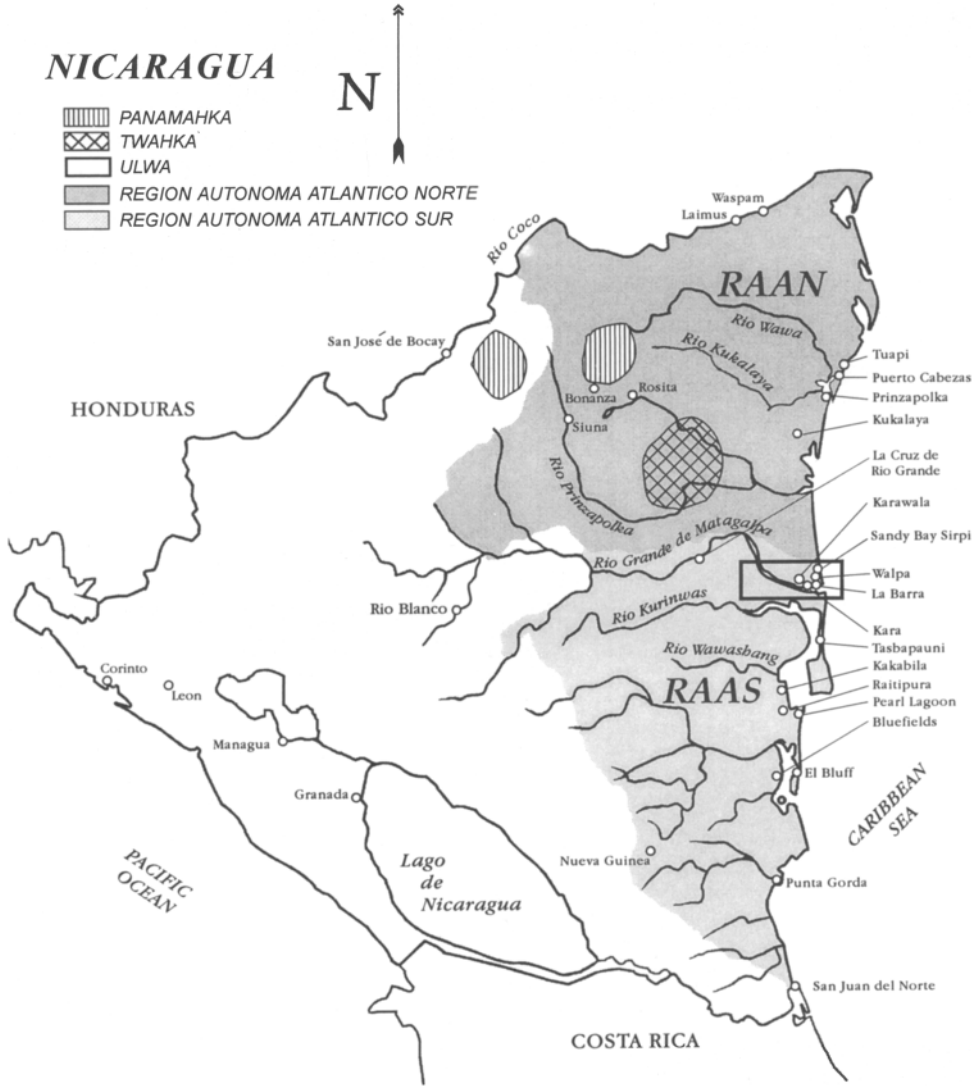 NICARAGUA
N
PANAMAHKA
TWAHKA
ULWA
REGION AUTONOMA ATLANTICO NORTE
REGION AUTONOMA ATLANTICO SUR
Waspam
Laimus
Rio Coco
RAAN
Rio Wawa
San José de Bocay
Rio Kukalaya
Tuapi
Puerto Cabezas
Bonanza
Rosita
Prinzapolka
HONDURAS
Siuna
Kukalaya
La Cruz de
Rio Grande
Rio Prinzapolka
Karawala
Rio Grande de Matagalpa
Sandy Bay Sirpi
Walpa
La Barra
Rio Blanco
Rio Kurinwas
Kara
Tasbapauni
Rio Wawashang
Kakabila
Corinto
Leon
RAAS
Raitipura
Pearl Lagoon
Bluefields
Managua
El Bluff
Granada
CARIBBEAN
SEA
PACIFIC
OCEAN
Lago
de
Nicaragua
Nueva Guinea
Punta Gorda
San Juan del Norte
COSTA RICA